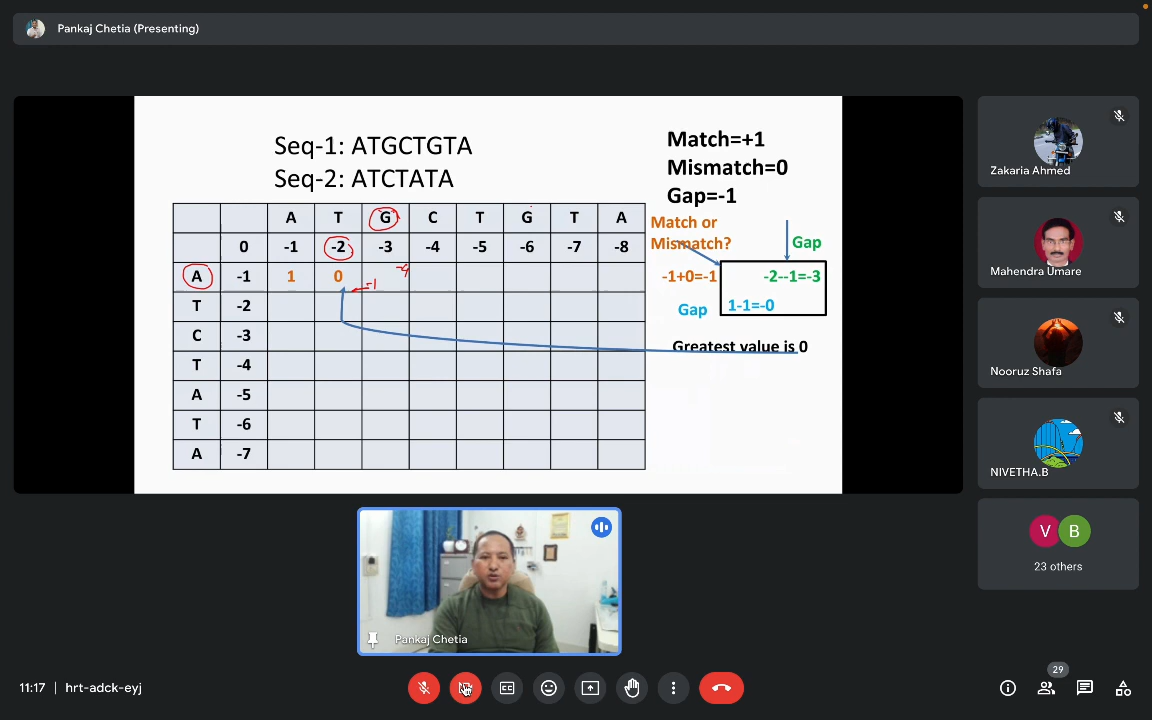 Pankaj Chetia (Presenting)
Seq-1: ATGCTGTA
Seq-2: ATCTATA
Match=+1
Mismatch=0
Gap=-1
A T G C T G T A
0 -1 -2 -3 -4 -5 -6 -7 -8
A -1 1 0 -4
-1
T -2
C -3
T -4
A -5
T -6
A -7
Match or
Mismatch?
Gap
-1+0=-1
-2--1=-3
Gap
1-1=-0
Greatest value is 0
Zakaria Ahmed
Mahendra Umare
Nooruz Shafa
NIVETHA.B
V B
23 others
Pankaj Chetia
11:17 | hrt-adck-eyj
CC
29